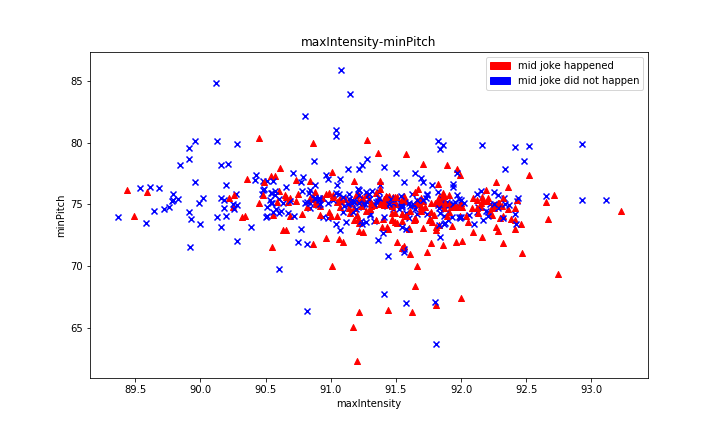 maxIntensity-minPitch
mid joke happened
mid joke did not happen
85
80
75
70
65
minPitch
89.5 90.0 90.5 91.0 91.5 92.0 92.5 93.0
maxIntensity